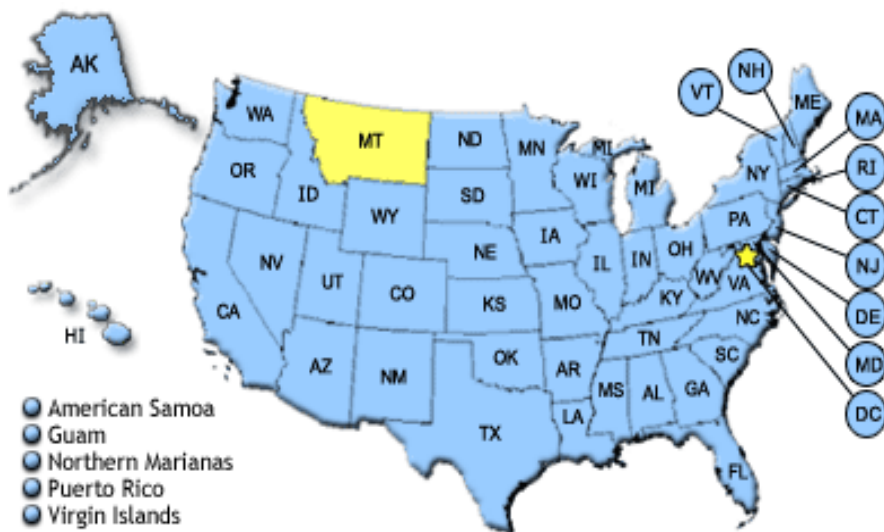 AK
WA
MT
ND
MN
MI
VT
NH
ME
MA
OR
ID
SD
WI
MI
NY
RI
WY
CT
NV
UT
NE
IA
IL
IN
OH
PA
NJ
CA
CO
KS
MO
KY
WV
VA
DE
AZ
NM
OK
AR
TN
NC
MD
HI
TX
LA
MS
AL
GA
SC
DC
FL
American Samoa
Guam
Northern Marianas
Puerto Rico
Virgin Islands